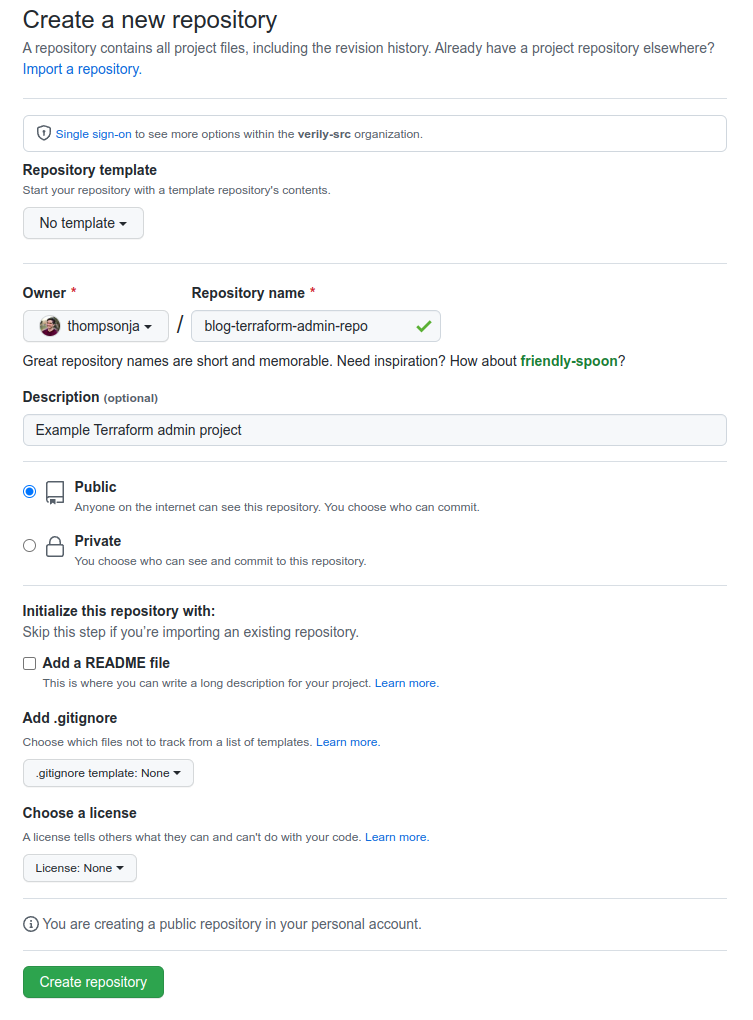 Create a new repository
A repository contains all project files, including the revision history. Already have a project repository elsewhere?
Import a repository.
Single sign-on to see more options within the verily-src organization.
Repository template
Start your repository with a template repository's contents.
No template
Owner * Repository name *
thompsonja / blog-terraform-admin-repo
Great repository names are short and memorable. Need inspiration? How about friendly-spoon?
Description (optional)
Example Terraform admin project
Public
Anyone on the internet can see this repository. You choose who can commit.
Private
You choose who can see and commit to this repository.
Initialize this repository with:
Skip this step if you’re importing an existing repository.
Add a README file
This is where you can write a long description for your project. Learn more.
Add .gitignore
Choose which files not to track from a list of templates. Learn more.
.gitignore template: None
Choose a license
A license tells others what they can and can't do with your code. Learn more.
License: None
You are creating a public repository in your personal account.
Create repository